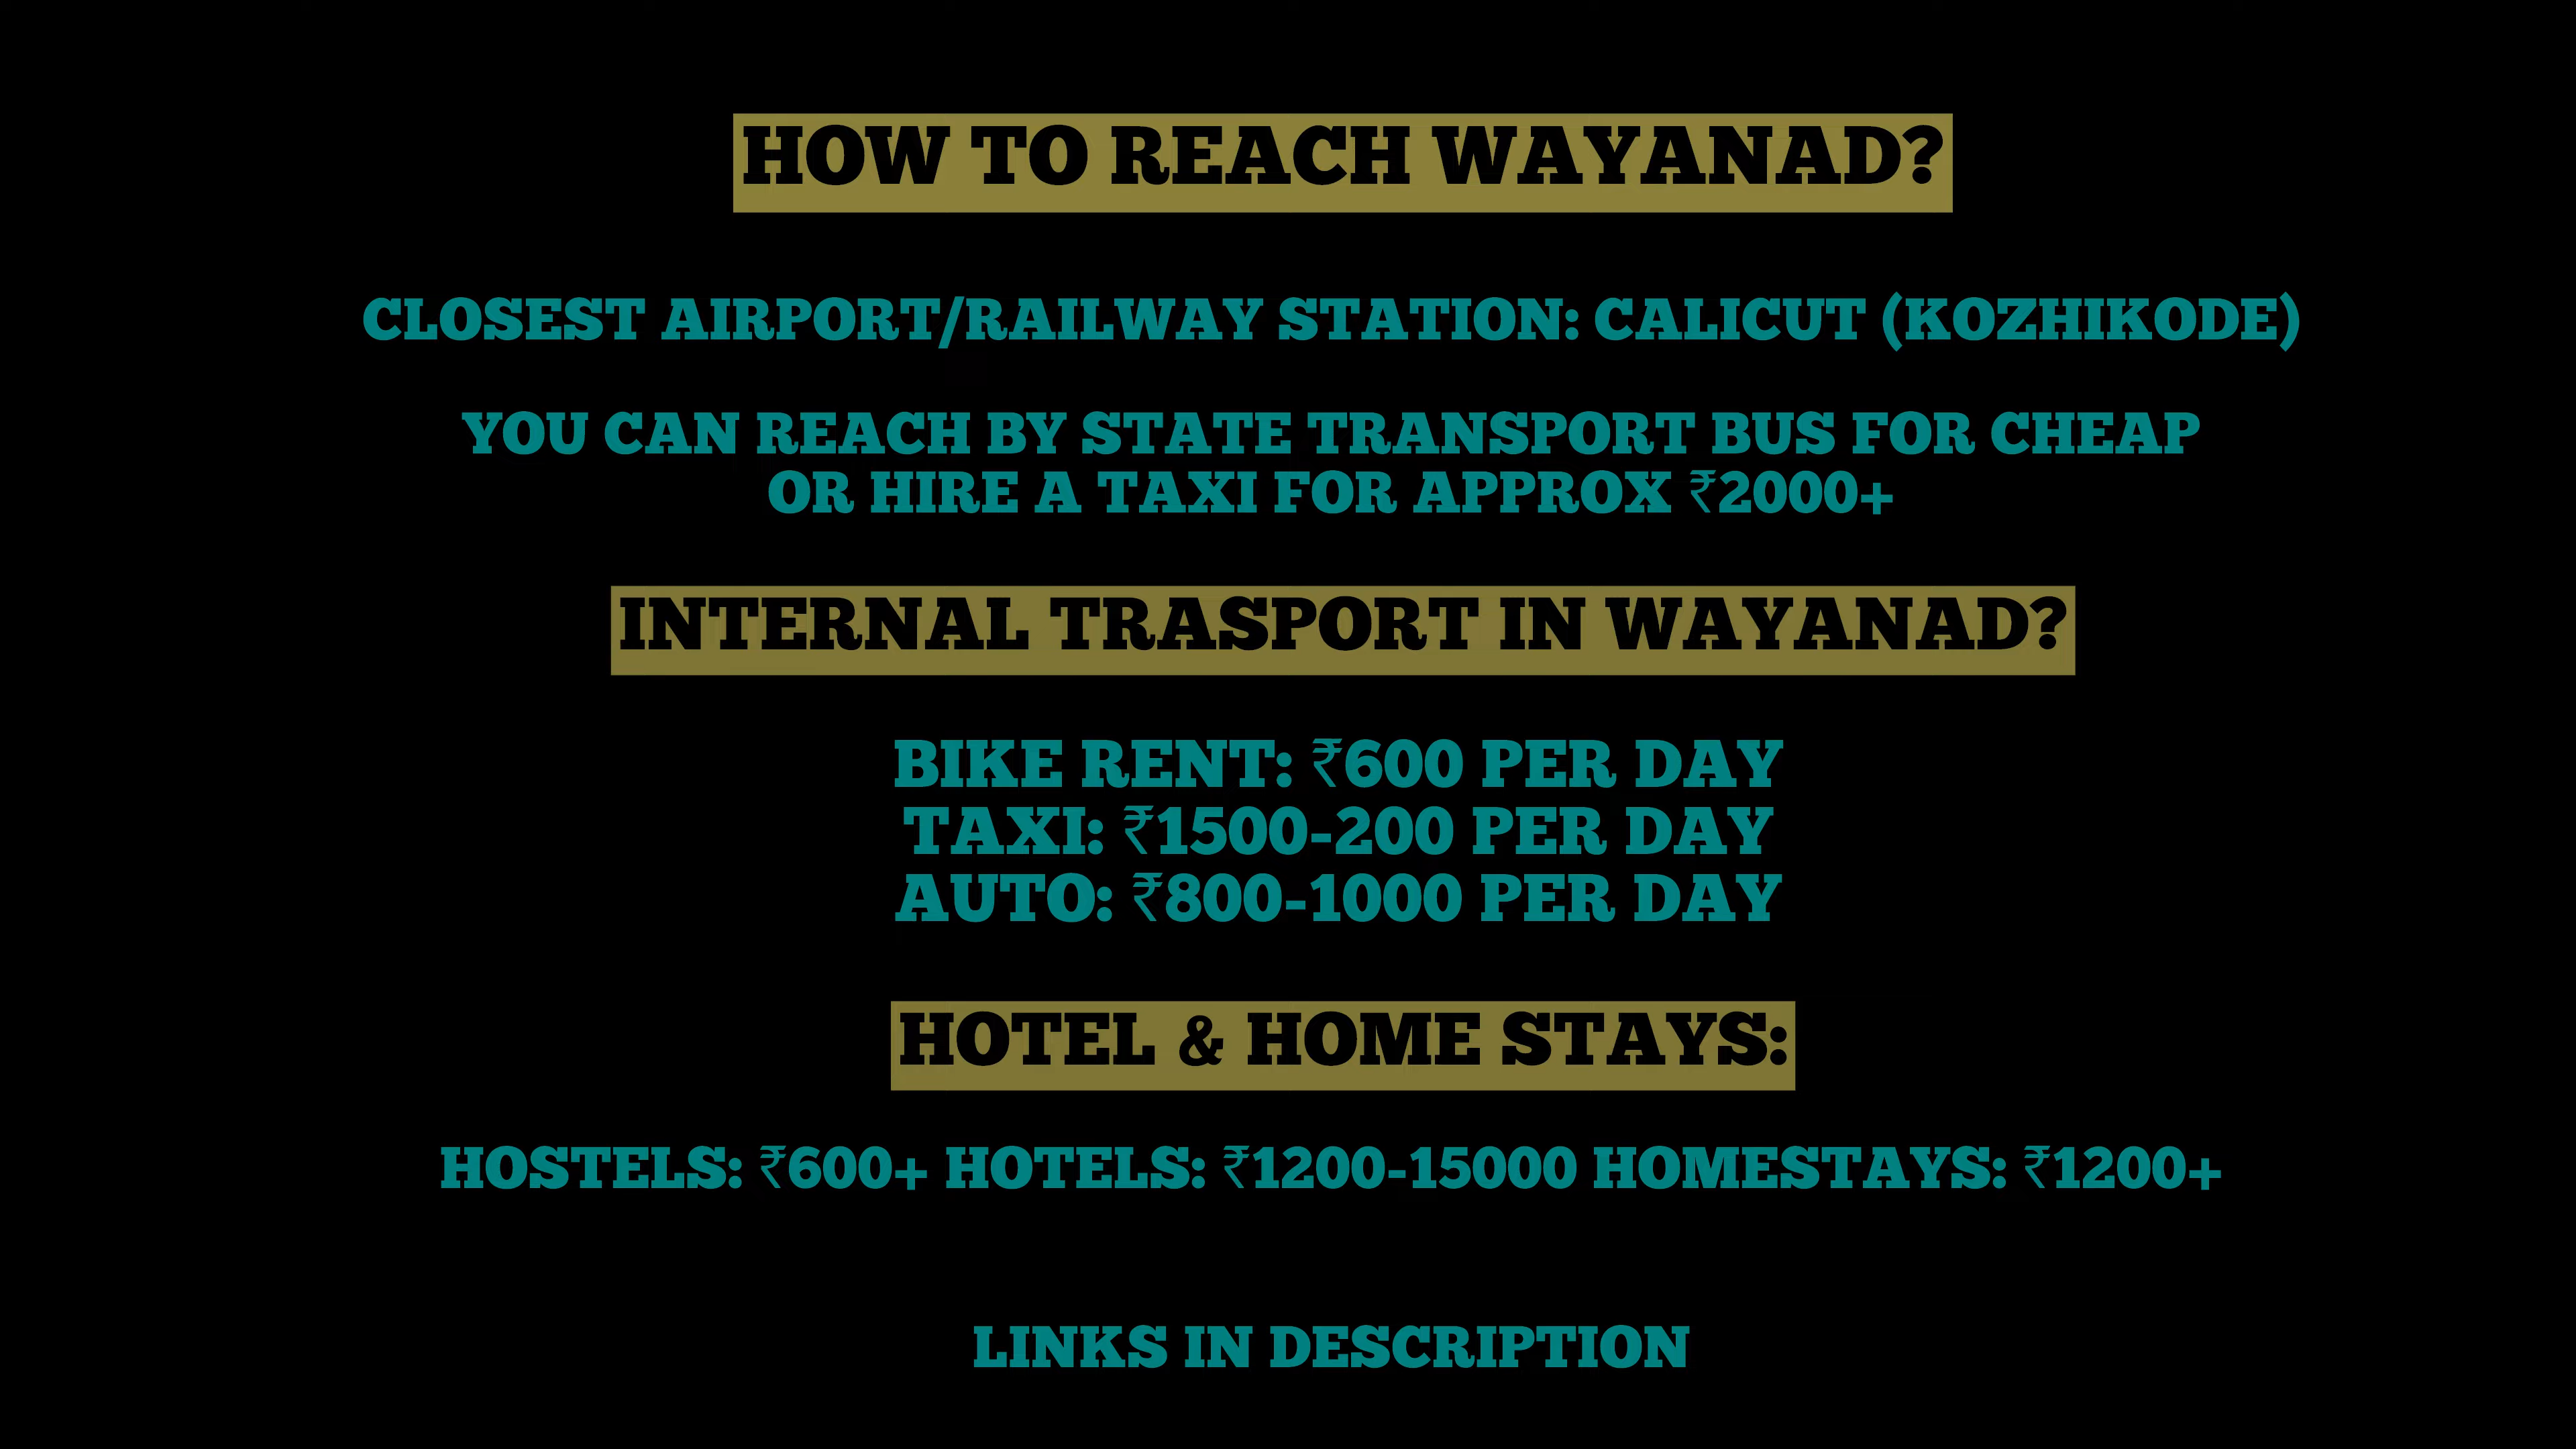 HOW TO REACH WAYANAD?
CLOSEST AIRPORT/RAILWAY STATION: CALICUT (KOZHIKODE)
YOU CAN REACH BY STATE TRANSPORT BUS FOR CHEAP
OR HIRE A TAXI FOR APPROX ₹2000+
INTERNAL TRASPORT IN WAYANAD?
BIKE RENT: ₹600 PER DAY
TAXI: ₹1500-200 PER DAY
AUTO: ₹800-1000 PER DAY
HOTEL & HOME STAYS:
HOSTELS: ₹600+ HOTELS: ₹1200-15000 HOMESTAYS: ₹1200+
LINKS IN DESCRIPTION